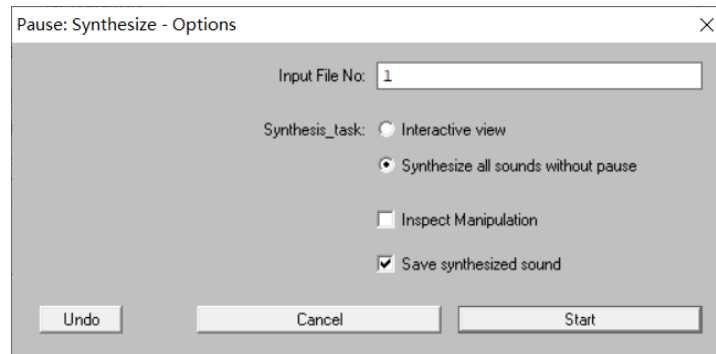 Pause: Synthesize - Options
Input File No: 1
Synthesis_task: Interactive view
Synthesize all sounds without pause
Inspect Manipulation
Save synthesized sound
Undo Cancel Start